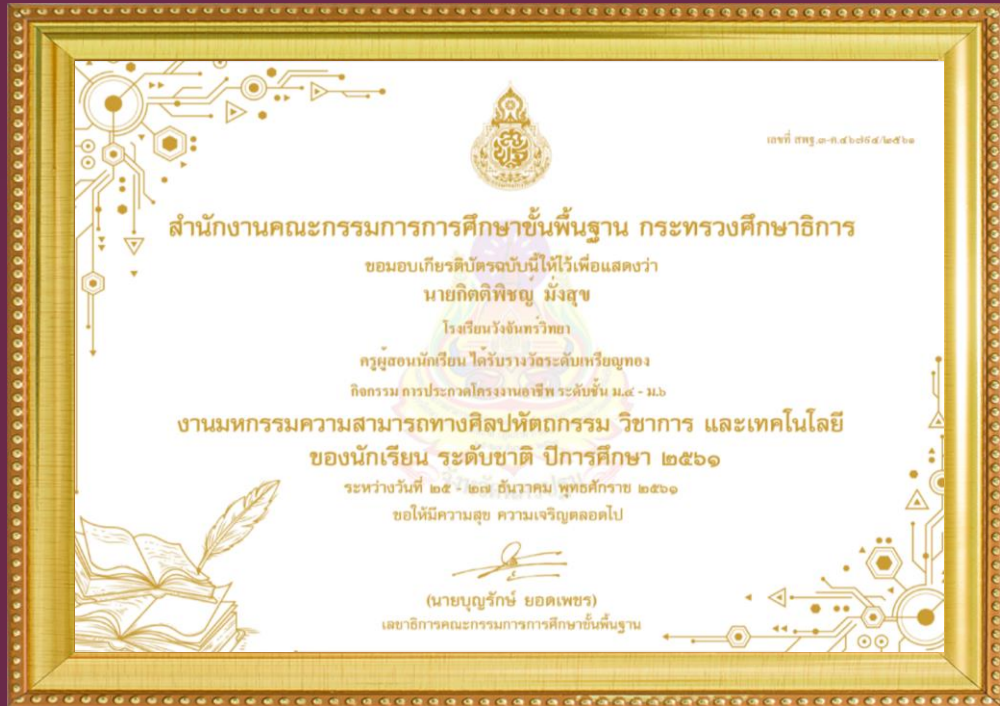 เลขที่ สพฐ.๓-ค.๔๖๗๙๔/๒๕๖๑
สำนักงานคณะกรรมการการศึกษาขั้นพื้นฐาน กระทรวงศึกษาธิการ
ขอมอบเกียรติบัตรฉบับนี้ให้ไว้เพื่อแสดงว่า
นายกิตติพิชญ์ มั่งสุข
โรงเรียนวังจันทร์วิทยา
ครูผู้สอนนักเรียน ได้รับรางวัลระดับเหรียญทอง
กิจกรรม การประกวดโครงงานอาชีพ ระดับชั้น ม.๔ - ม.๖
งานมหกรรมความสามารถทางศิลปหัตถกรรม วิชาการ และเทคโนโลยี
ของนักเรียน ระดับชาติ ปีการศึกษา ๒๕๖๑
ระหว่างวันที่ ๒๕ - ๒๗ ธันวาคม พุทธศักราช ๒๕๖๑
ขอให้มีความสุข ความเจริญตลอดไป
(นายบุญรักษ์ ยอดเพชร)
เลขาธิการคณะกรรมการการศึกษาขั้นพื้นฐาน